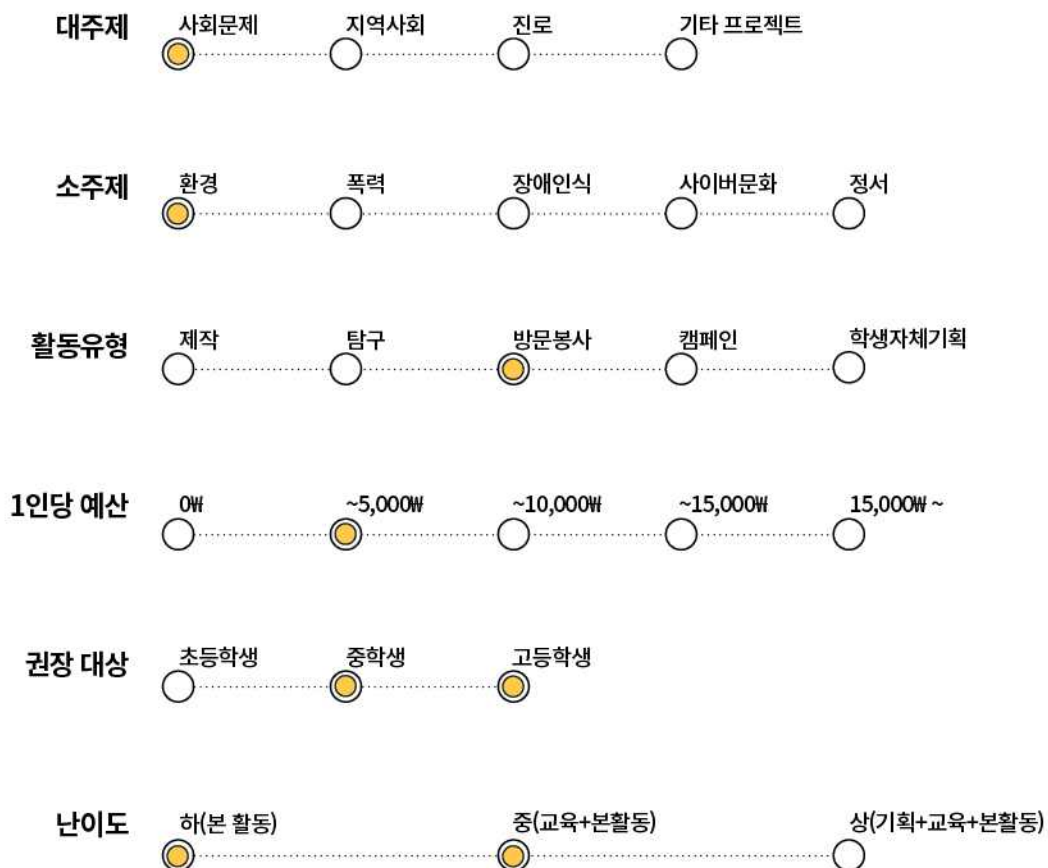 대주제 사회문제 지역사회 진로 기타 프로젝트
소주제 환경 폭력 장애인식 사이버문화 정서
활동유형 제작 탐구 방문봉사 캠페인 학생자체기획
1인당 예산 0₩ ~5,000₩ ~10,000₩ ~15,000₩ 15,000₩ ~
권장 대상 초등학생 중학생 고등학생
난이도 하(본 활동) 중(교육+본활동) 상(기획+교육+본활동)